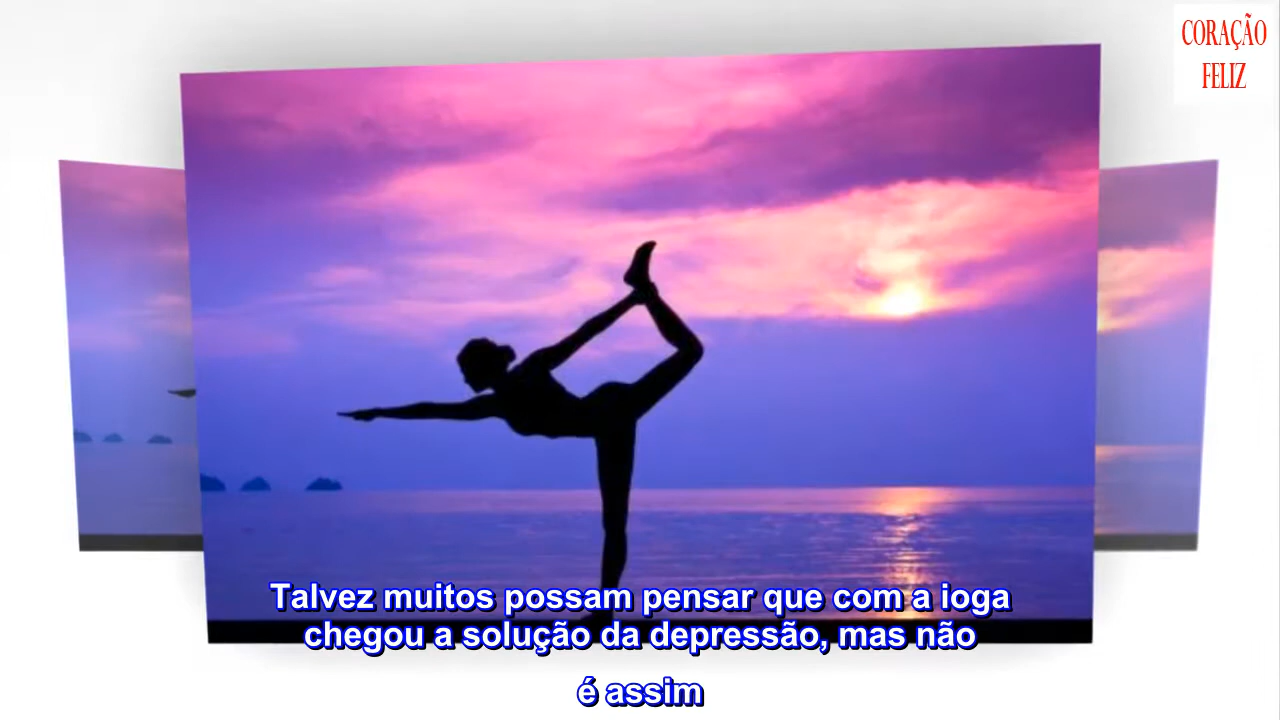 CORAÇÃO
FELIZ
Talvez muitos possam pensar que com a ioga
chegou a solução da depressão, mas não
é assim